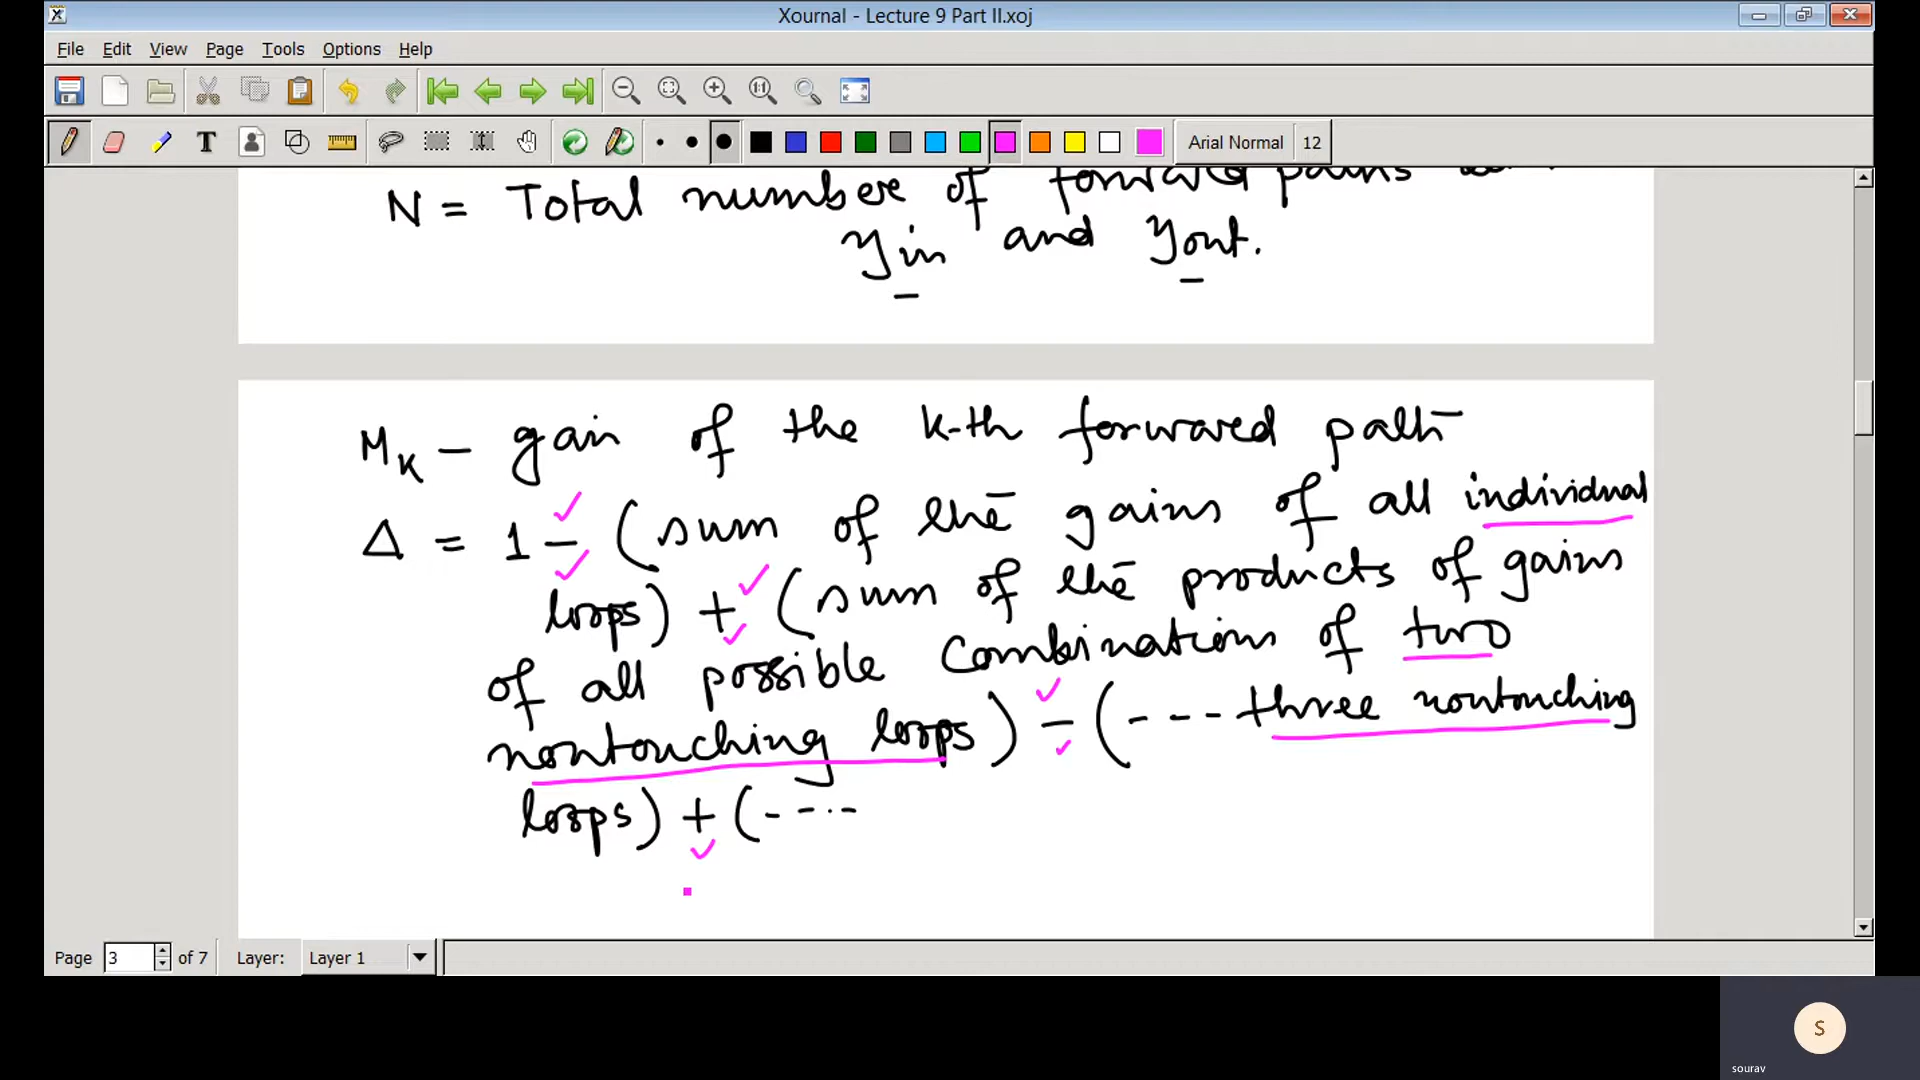 Xournal - Lecture 9 Part II.xoj
File Edit View Page Tools Options Help
Arial Normal 12
N = Total number of forward paths
yin and yout.
MK - gain of the k-th forward path
Δ = 1 - (sum of the gains of all individual
loops) + (sum of the products of gains
of all possible combinations of two
nontouching loops) - (--- three nontouching
loops) + (- ----
Page 3 of 7 Layer: Layer 1
S
sourav